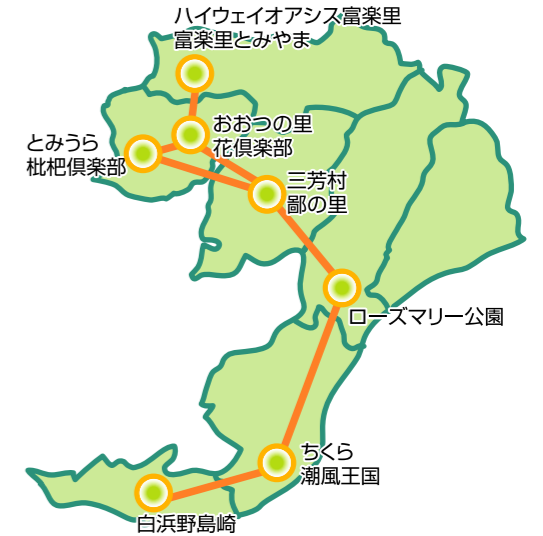 ハイウェイオアシス富楽里
富楽里とみやま
おおつの里
花倶楽部
とみうら
枇杷倶楽部
三芳村
鄙の里
ローズマリー公園
ちくら
潮風王国
白浜野島崎